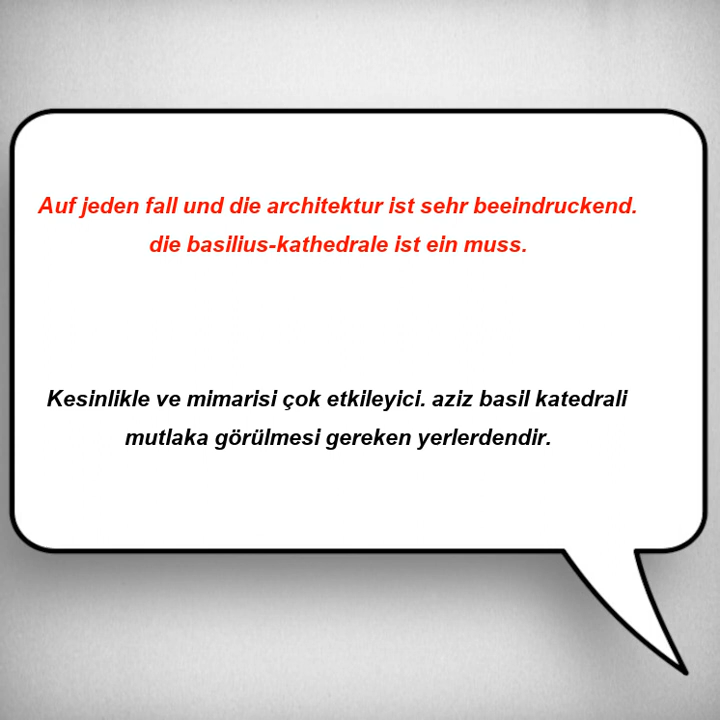 Auf jeden fall und die architektur ist sehr beeindruckend.
die basilius-kathedrale ist ein muss.
Kesinlikle ve mimarisi çok etkileyici. aziz basil katedrali
mutlaka görülmesi gereken yerlerdendir.